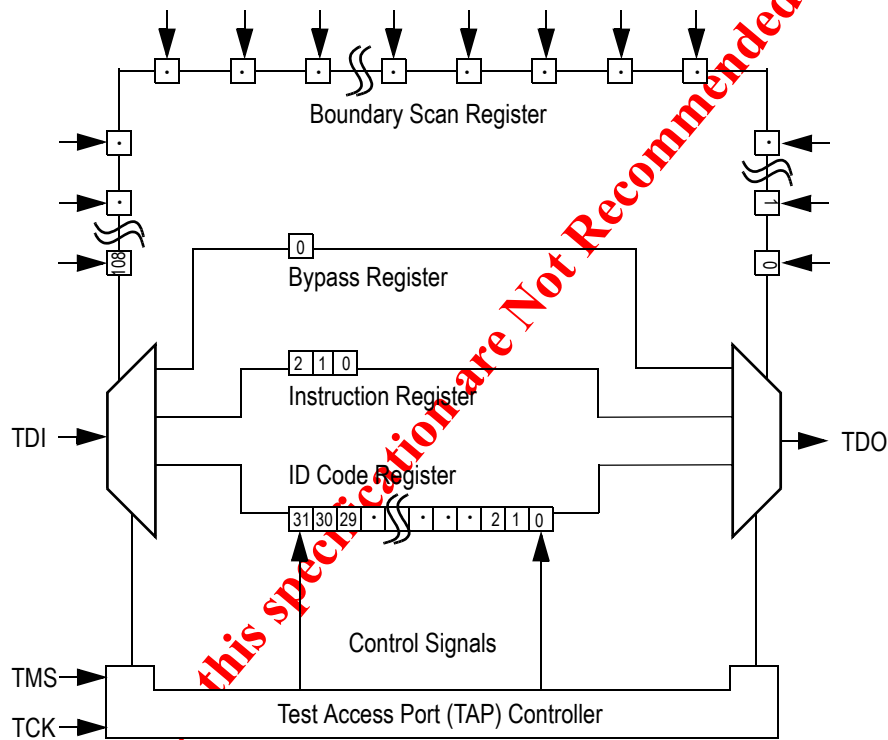 Boundary Scan Register
108
1
0
0
Bypass Register
2 1 0
Instruction Register
TDI
TDO
ID Code Register
31 30 29 · · · · 2 1 0
this specification are Not Recommended
Control Signals
TMS
Test Access Port (TAP) Controller
TCK